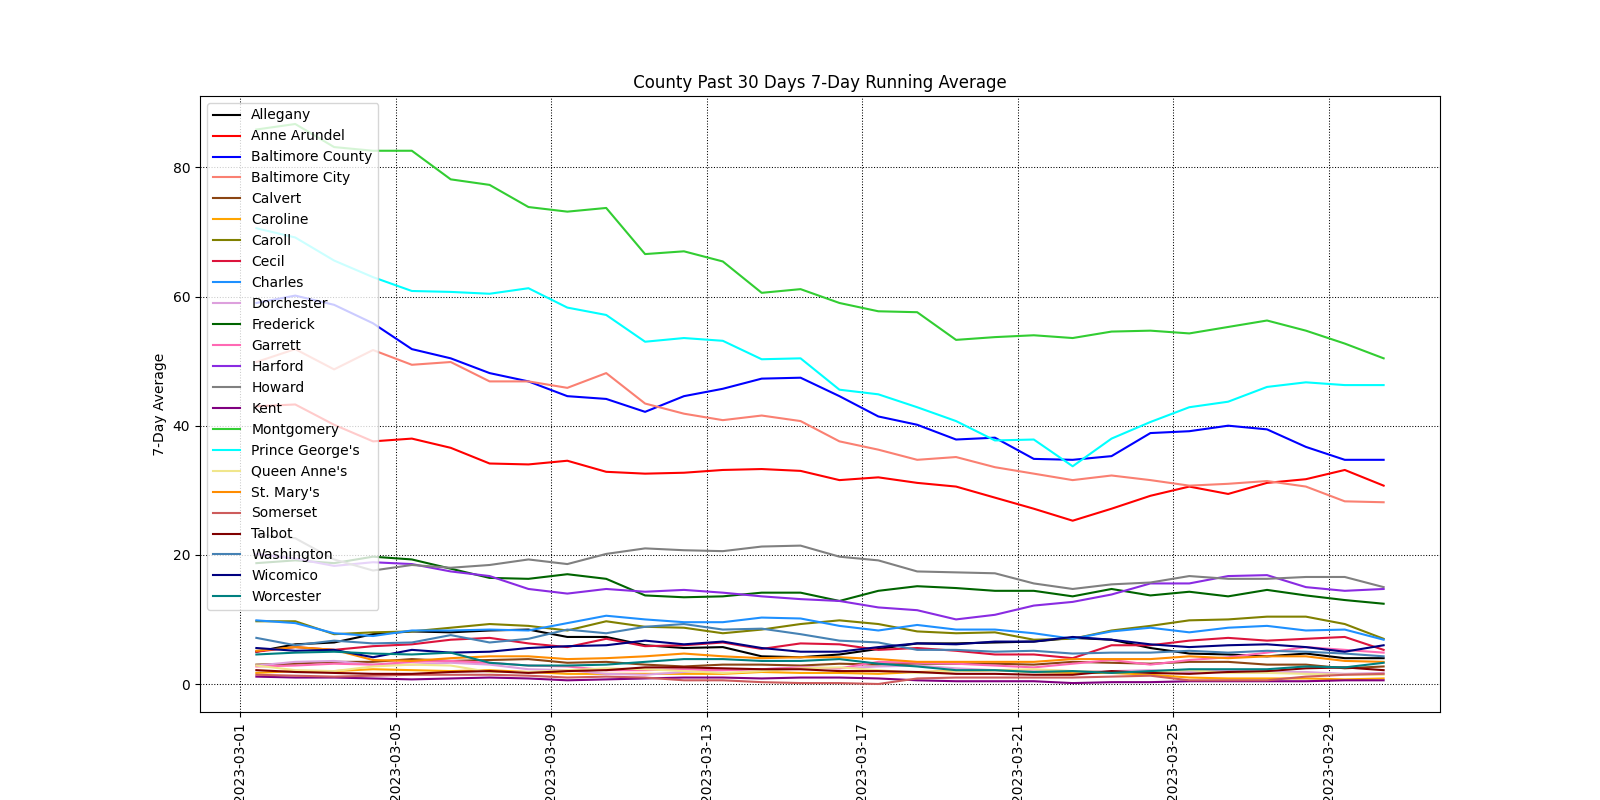 County Past 30 Days 7-Day Running Average
7-Day Average
80
60
40
20
0
Allegany
Anne Arundel
Baltimore County
Baltimore City
Calvert
Caroline
Caroll
Cecil
Charles
Dorchester
Frederick
Garrett
Harford
Howard
Kent
Montgomery
Prince George's
Queen Anne's
St. Mary's
Somerset
Talbot
Washington
Wicomico
Worcester
2023-03-01
2023-03-05
2023-03-09
2023-03-13
2023-03-17
2023-03-21
2023-03-25
2023-03-29